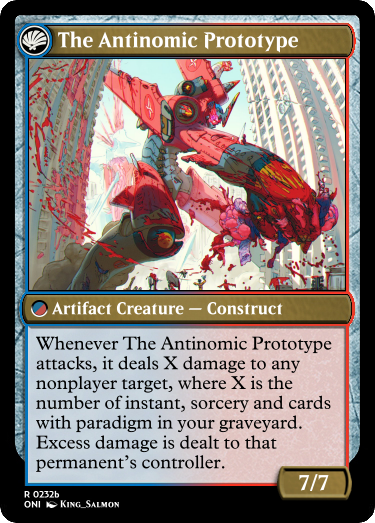 The Antinomic Prototype
Artifact Creature — Construct
Whenever The Antinomic Prototype
attacks, it deals X damage to any
nonplayer target, where X is the
number of instant, sorcery and cards
with paradigm in your graveyard.
Excess damage is dealt to that
permanent's controller.
7/7
R 0232b
ONI King_Salmon